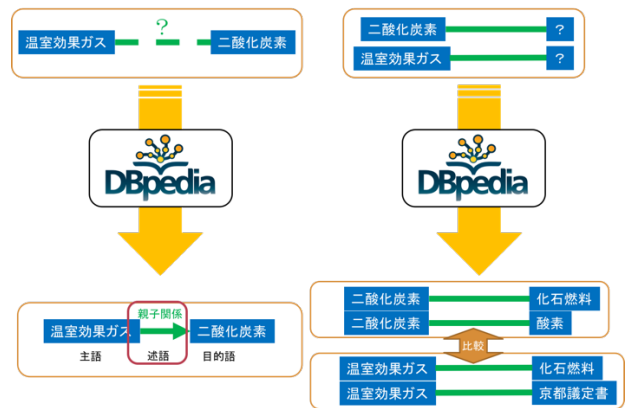 ?
温室効果ガス 二酸化炭素
DBpedia
親子関係
温室効果ガス 二酸化炭素
主語 述語 目的語
二酸化炭素 ?
温室効果ガス ?
DBpedia
二酸化炭素 化石燃料
二酸化炭素 酸素
比較
温室効果ガス 化石燃料
温室効果ガス 京都議定書